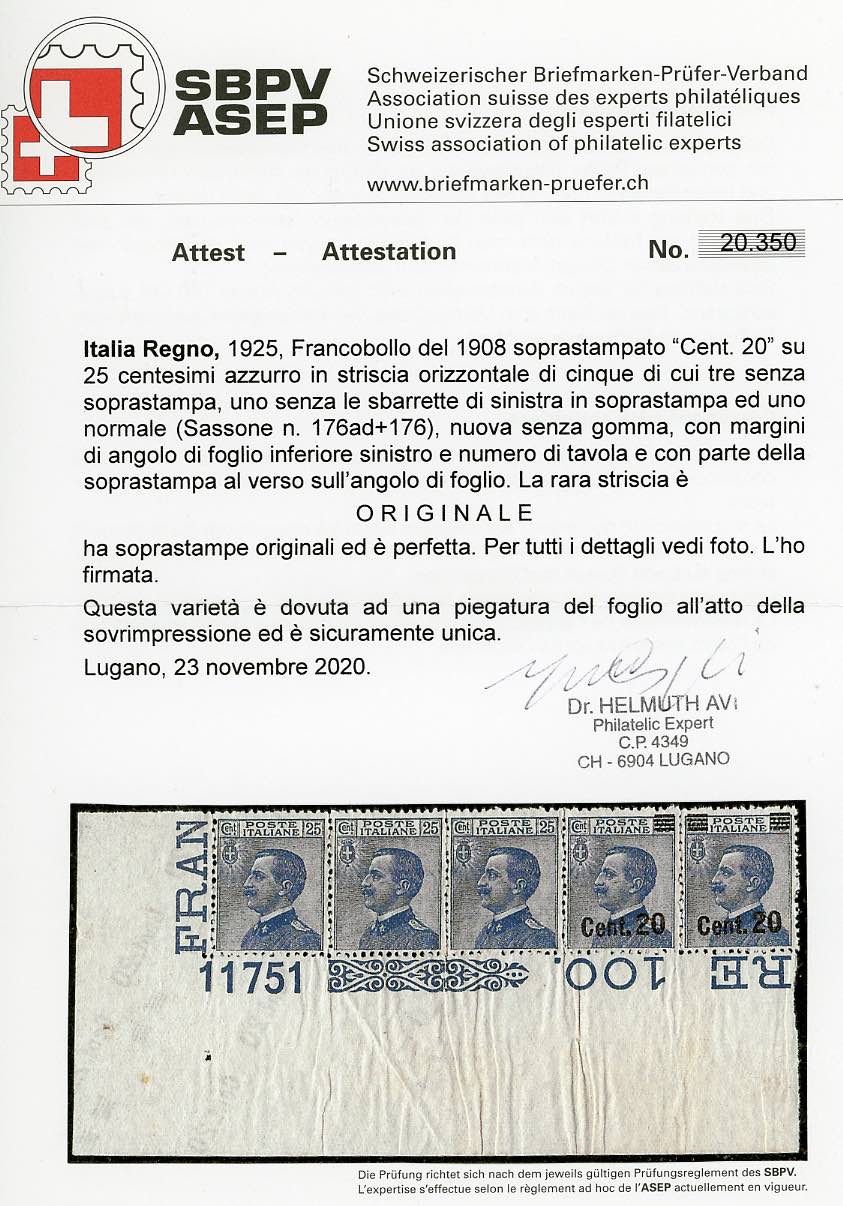 SBPV
ASEP
Schweizerischer Briefmarken-Prüfer-Verband
Association suisse des experts philatéliques
Unione svizzera degli esperti filatelici
Swiss association of philatelic experts
www.briefmarken-pruefer.ch
Attest – Attestation No. 20.350
Italia Regno, 1925, Francobollo del 1908 soprastampato “Cent. 20” su
25 centesimi azzurro in striscia orizzontale di cinque di cui tre senza
soprastampa, uno senza le sbarrette di sinistra in soprastampa ed uno
normale (Sassone n. 176ad+176), nuova senza gomma, con margini
di angolo di foglio inferiore sinistro e numero di tavola e con parte della
soprastampa al verso sull'angolo di foglio. La rara striscia è
ORIGINALE
ha soprastampe originali ed è perfetta. Per tutti i dettagli vedi foto. L'ho
firmata.
Questa varietà è dovuta ad una piegatura del foglio all'atto della
sovrimpressione ed è sicuramente unica.
Lugano, 23 novembre 2020.
Dr. HELMUTH AVI
Philatelic Expert
C.P. 4349
CH - 6904 LUGANO
FRAN
Cent POSTE ITALIANE 25
Cent POSTE ITALIANE 25
Cent POSTE ITALIANE 25
Cent POSTE ITALIANE
Cent. 20
POSTE ITALIANE
Cent. 20
11751
100.
RE
Die Prüfung richtet sich nach dem jeweils gültigen Prüfungsreglement des SBPV.
L'expertise s'effectue selon le règlement ad hoc de l'ASEP actuellement en vigueur.